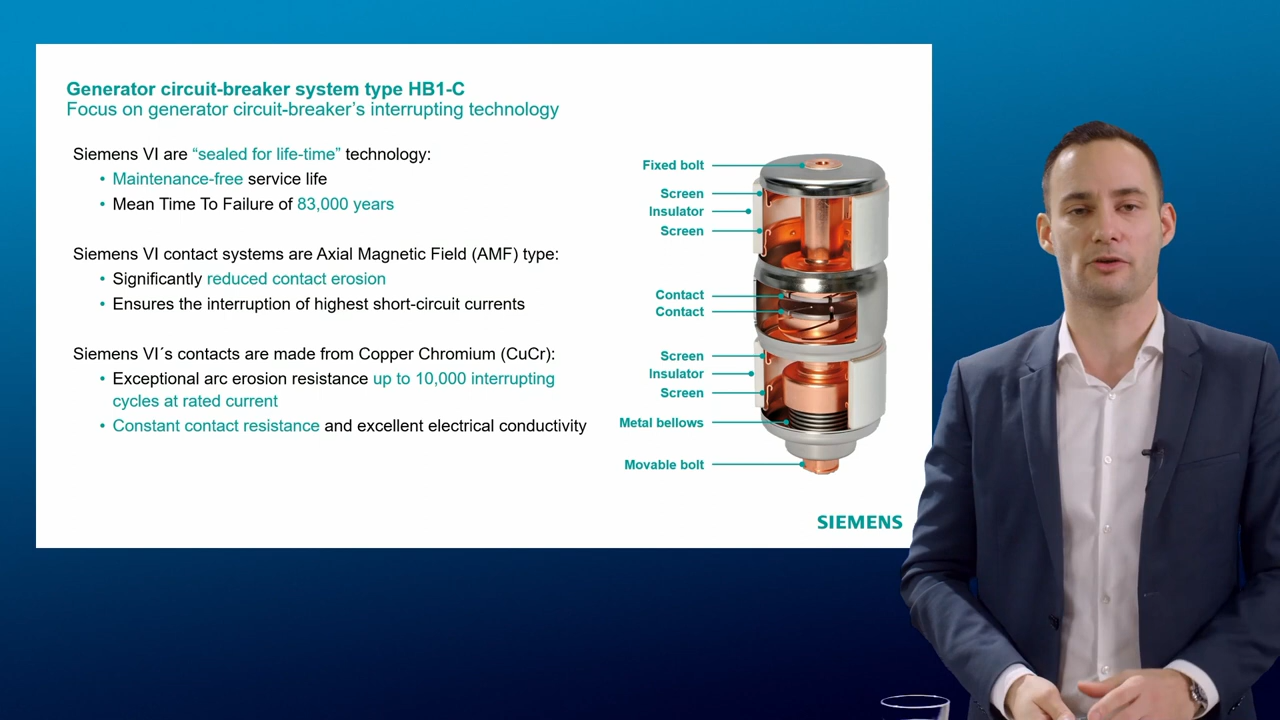 Generator circuit-breaker system type HB1-C
Focus on generator circuit-breaker’s interrupting technology
Siemens VI are “sealed for life-time” technology:
• Maintenance-free service life
• Mean Time To Failure of 83,000 years
Siemens VI contact systems are Axial Magnetic Field (AMF) type:
• Significantly reduced contact erosion
• Ensures the interruption of highest short-circuit currents
Siemens VI´s contacts are made from Copper Chromium (CuCr):
• Exceptional arc erosion resistance up to 10,000 interrupting
cycles at rated current
• Constant contact resistance and excellent electrical conductivity
Fixed bolt
Screen
Insulator
Screen
Contact
Contact
Screen
Insulator
Screen
Metal bellows
Movable bolt
SIEMENS